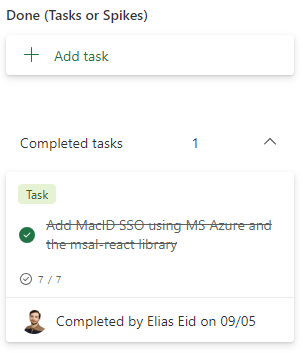 Done (Tasks or Spikes)
Add task
Completed tasks 1
Task
Add MacID SSO using MS Azure and
the msal-react library
7 / 7
Completed by Elias Eid on 09/05